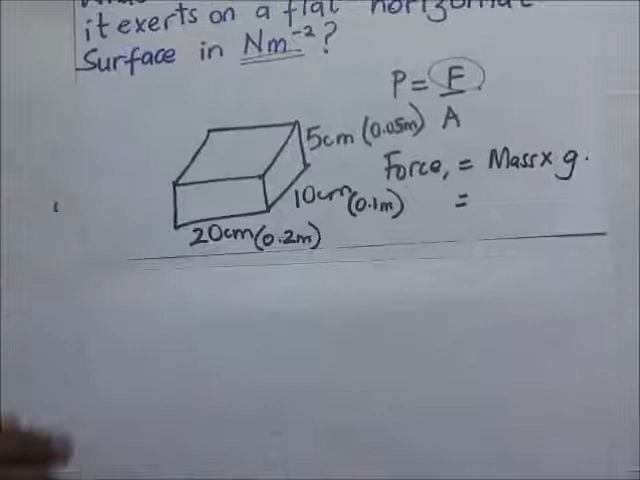 it exerts on a flat horizontal
Surface in Nm⁻²?
P = F
A
5cm (0.05m)
Force, = Mass x g.
10cm (0.1m)
=
20cm (0.2m)